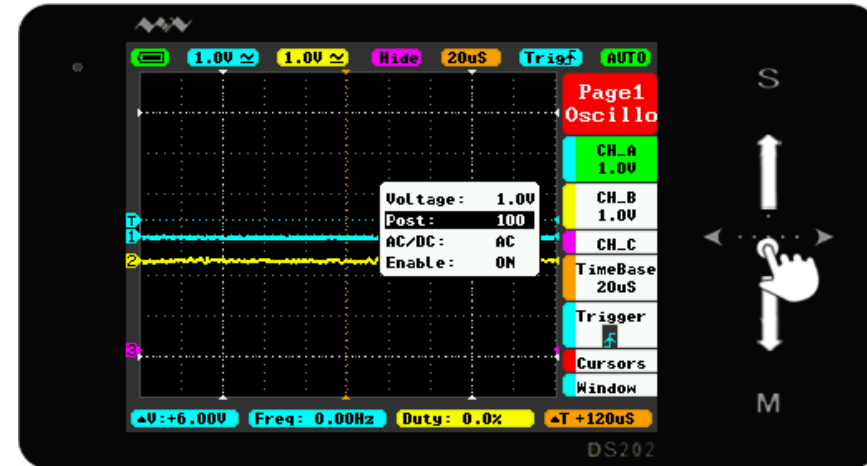 1.0V 1.0V Hide 20uS Trig AUTO
S
Page1
Oscillo
CH_A
1.0V
CH_B
1.0V
CH_C
TimeBase
20uS
Trigger
Cursors
Window
Voltage: 1.0V
Post: 100
AC/DC: AC
Enable: ON
T
1
2
3
▲V:+6.00V Freq: 0.00Hz Duty: 0.0% ▲T +120uS
M
DS202